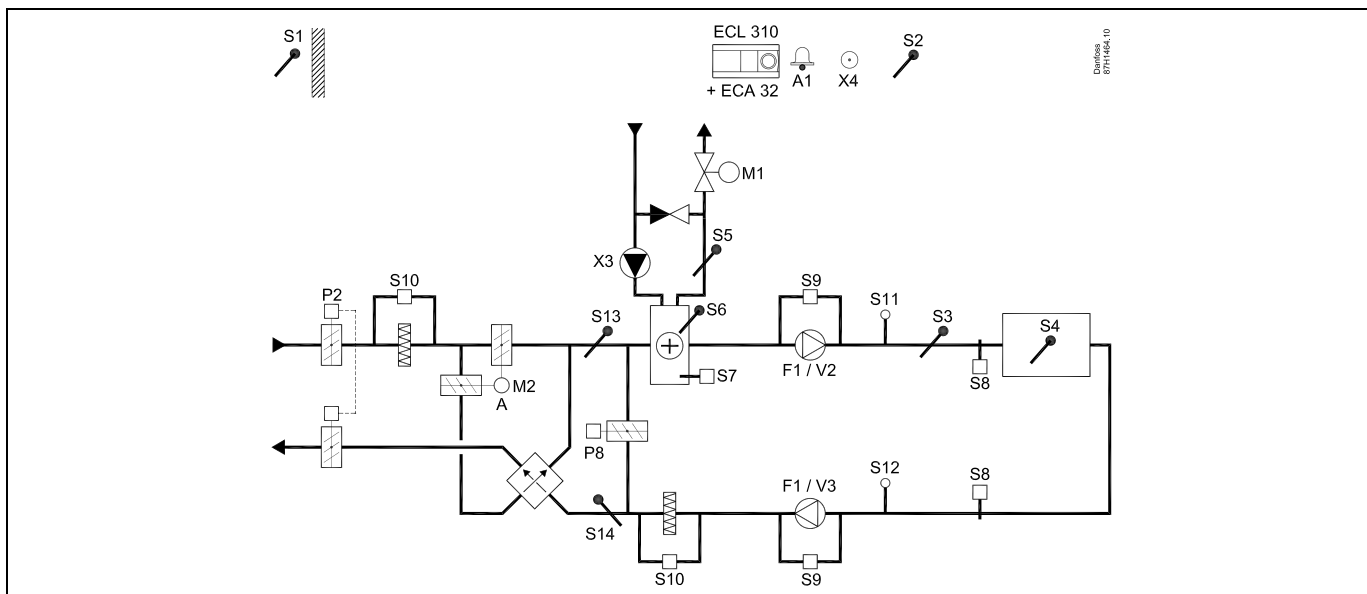 S1
ECL 310
+ ECA 32
A1
X4
S2
Danfoss
87H1464.10
M1
S5
X3
P2
S10
S13
S6
S9
S11
S3
S4
S7
F1 / V2
S8
M2
A
P8
S14
S10
F1 / V3
S9
S12
S8